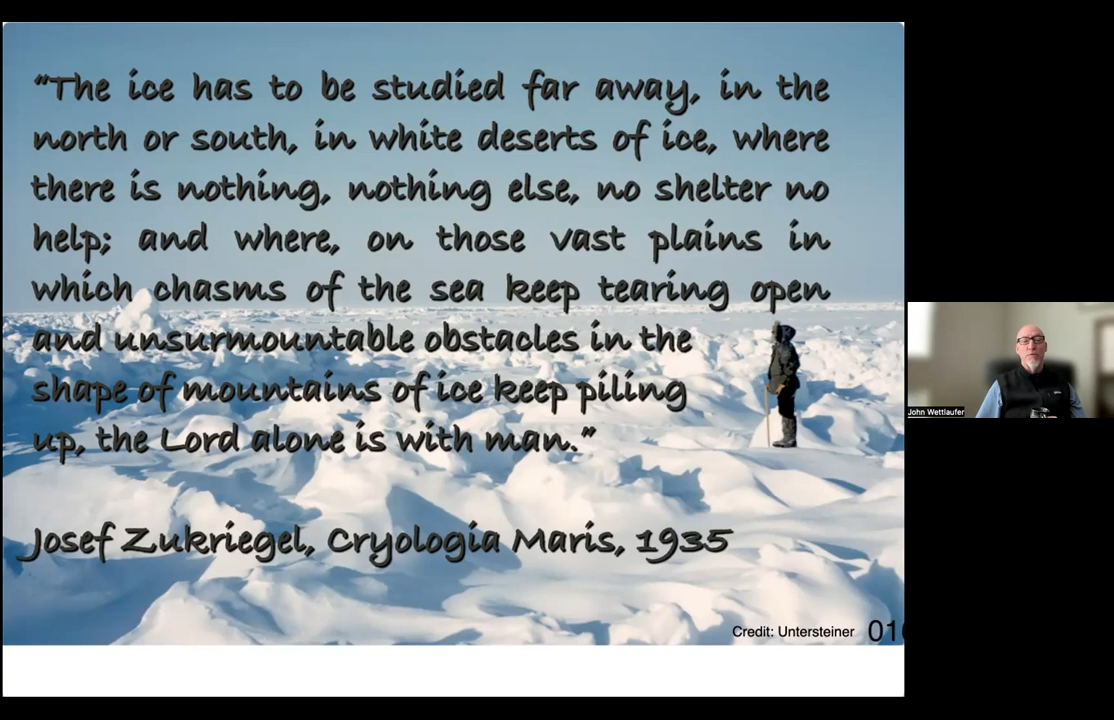 “The ice has to be studied far away, in the
north or south, in white deserts of ice, where
there is nothing, nothing else, no shelter no
help; and where, on those vast plains in
which chasms of the sea keep tearing open
and unsurmountable obstacles in the
shape of mountains of ice keep piling
up, the Lord alone is with man.”
Josef Zukriegel, Cryologia Maris, 1935
Credit: Untersteiner
John Wettlaufer